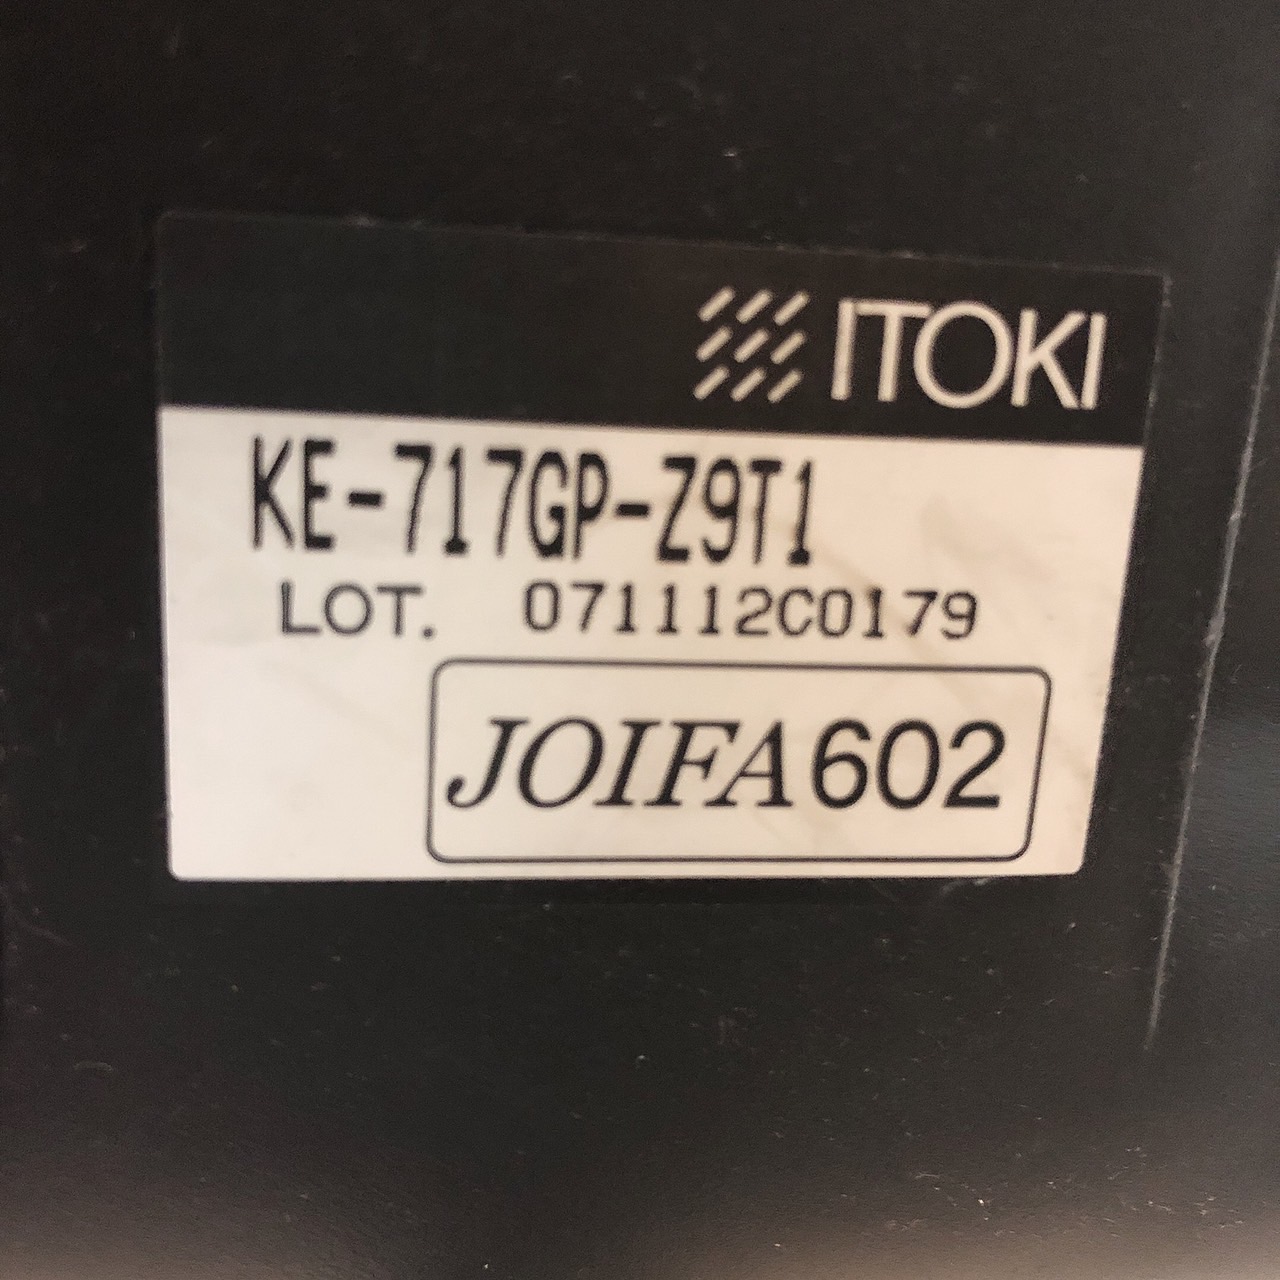 ITOKI
KE-717GP-Z9T1
LOT. 071112C0179
JOIFA602